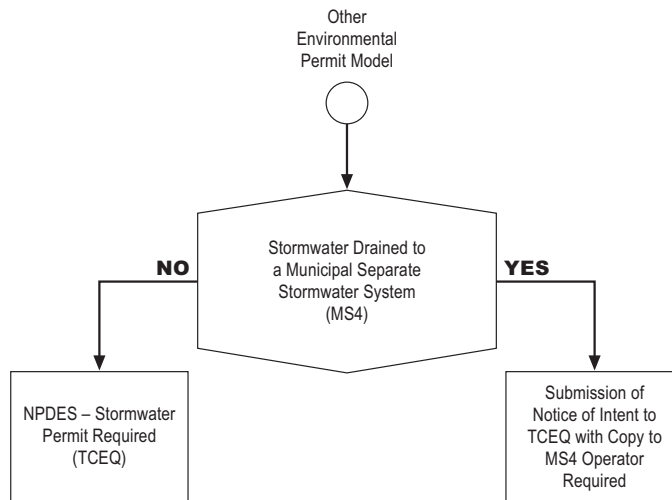 Other
Environmental
Permit Model
Stormwater Drained to
a Municipal Separate
Stormwater System
(MS4)
NO
YES
NPDES – Stormwater
Permit Required
(TCEQ)
Submission of
Notice of Intent to
TCEQ with Copy to
MS4 Operator
Required